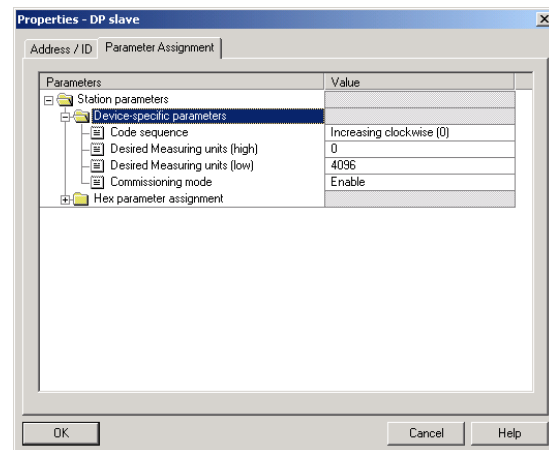 Properties - DP slave
Address / ID Parameter Assignment
Parameters Value
Station parameters
Device-specific parameters
Code sequence Increasing clockwise (0)
Desired Measuring units (high) 0
Desired Measuring units (low) 4096
Commissioning mode Enable
Hex parameter assignment
OK Cancel Help